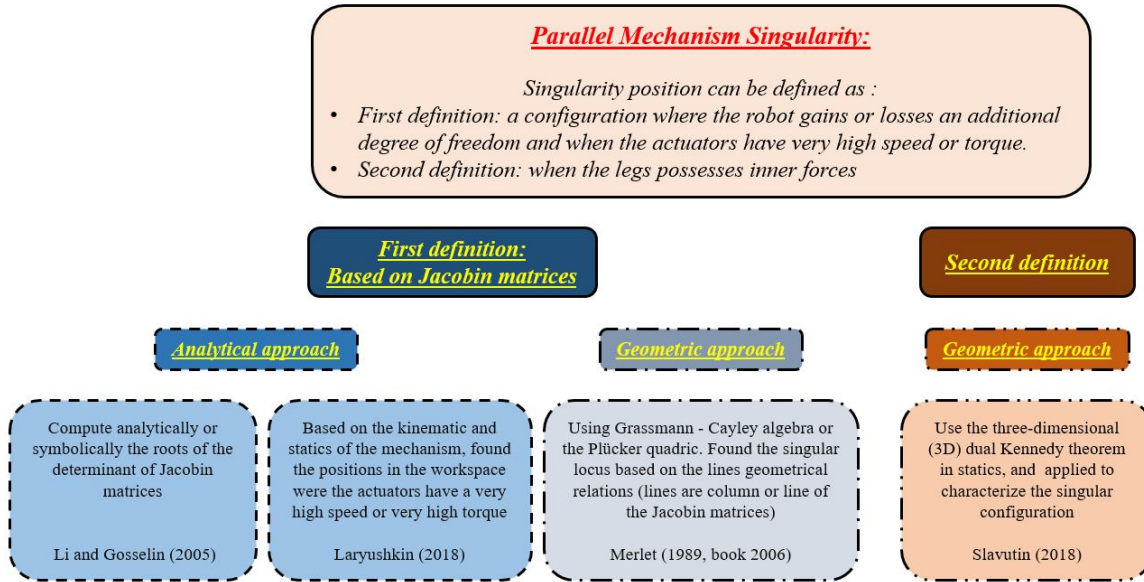 Parallel Mechanism Singularity:
Singularity position can be defined as :
• First definition: a configuration where the robot gains or losses an additional
degree of freedom and when the actuators have very high speed or torque.
• Second definition: when the legs possesses inner forces
First definition:
Based on Jacobin matrices
Second definition
Analytical approach
Geometric approach
Geometric approach
Compute analytically or
symbolically the roots of the
determinant of Jacobin
matrices
Li and Gosselin (2005)
Based on the kinematic and
statics of the mechanism, found
the positions in the workspace
were the actuators have a very
high speed or very high torque
Laryushkin (2018)
Using Grassmann - Cayley algebra or
the Plücker quadric. Found the singular
locus based on the lines geometrical
relations (lines are column or line of
the Jacobin matrices)
Merlet (1989, book 2006)
Use the three-dimensional
(3D) dual Kennedy theorem
in statics, and applied to
characterize the singular
configuration
Slavutin (2018)